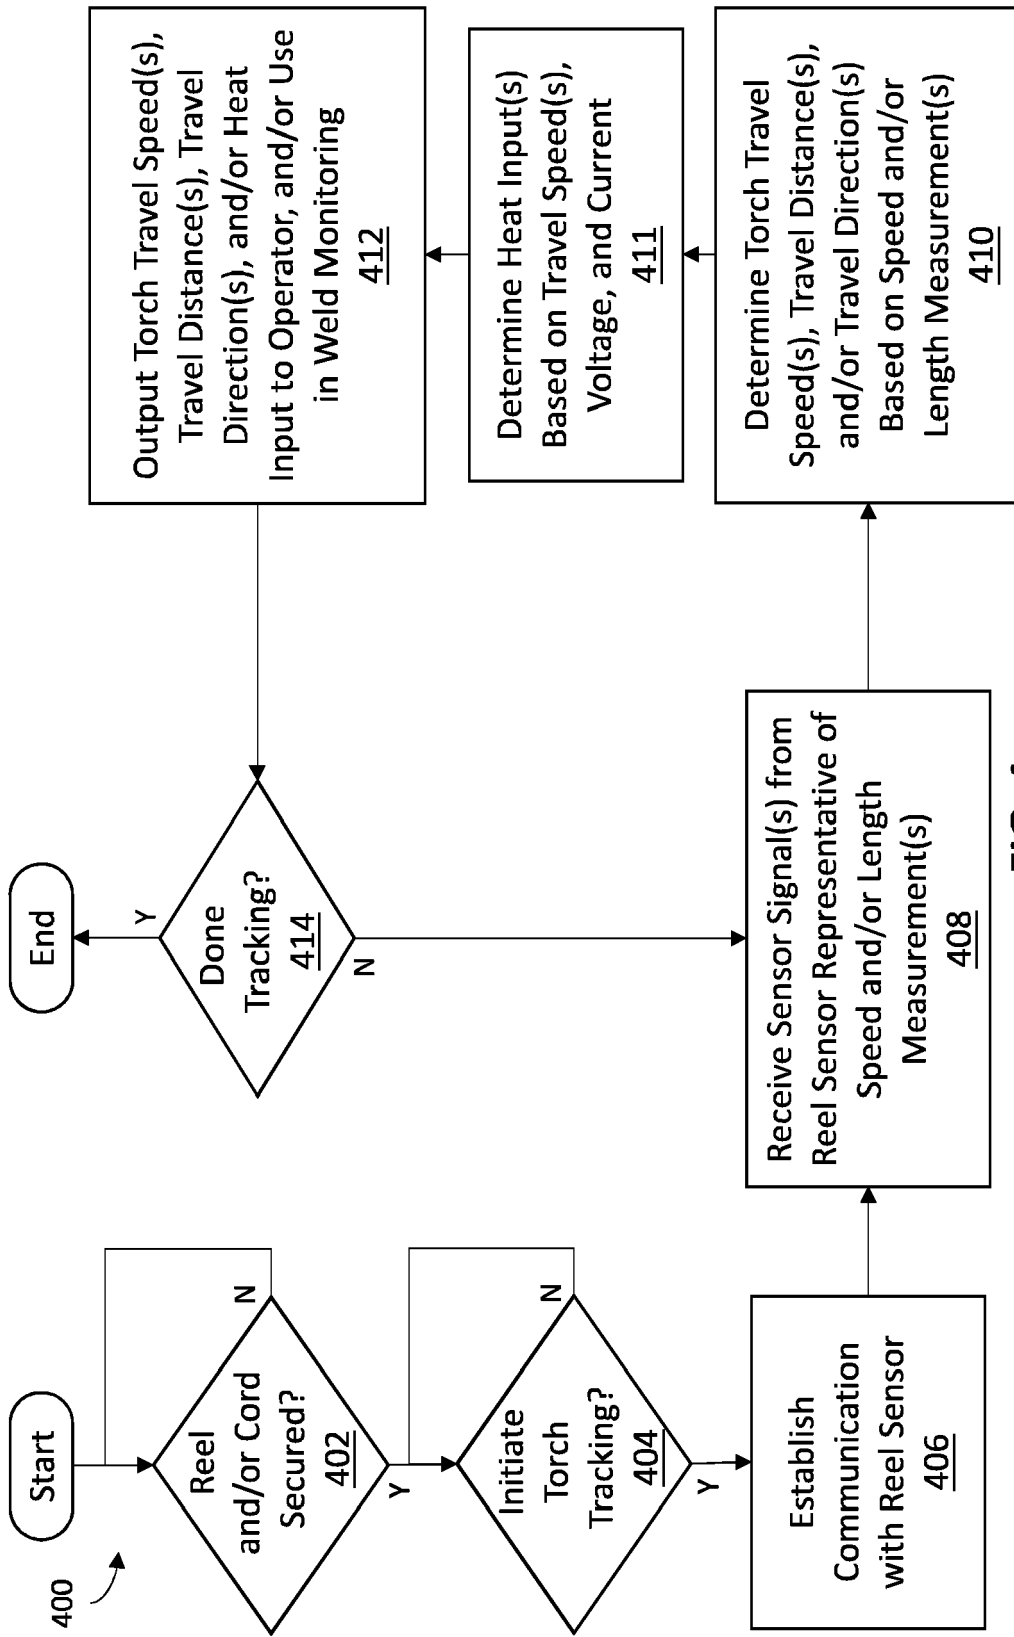 400
Start
Reel
and/or Cord
Secured?
402
N
Y
Initiate
Torch
Tracking?
404
N
Y
Establish
Communication
with Reel Sensor
406
Receive Sensor Signal(s) from
Reel Sensor Representative of
Speed and/or Length
Measurement(s)
408
Determine Torch Travel
Speed(s), Travel Distance(s),
and/or Travel Direction(s)
Based on Speed and/or
Length Measurement(s)
410
Determine Heat Input(s)
Based on Travel Speed(s),
Voltage, and Current
411
Output Torch Travel Speed(s),
Travel Distance(s), Travel
Direction(s), and/or Heat
Input to Operator, and/or Use
in Weld Monitoring
412
Done
Tracking?
414
Y
N
End